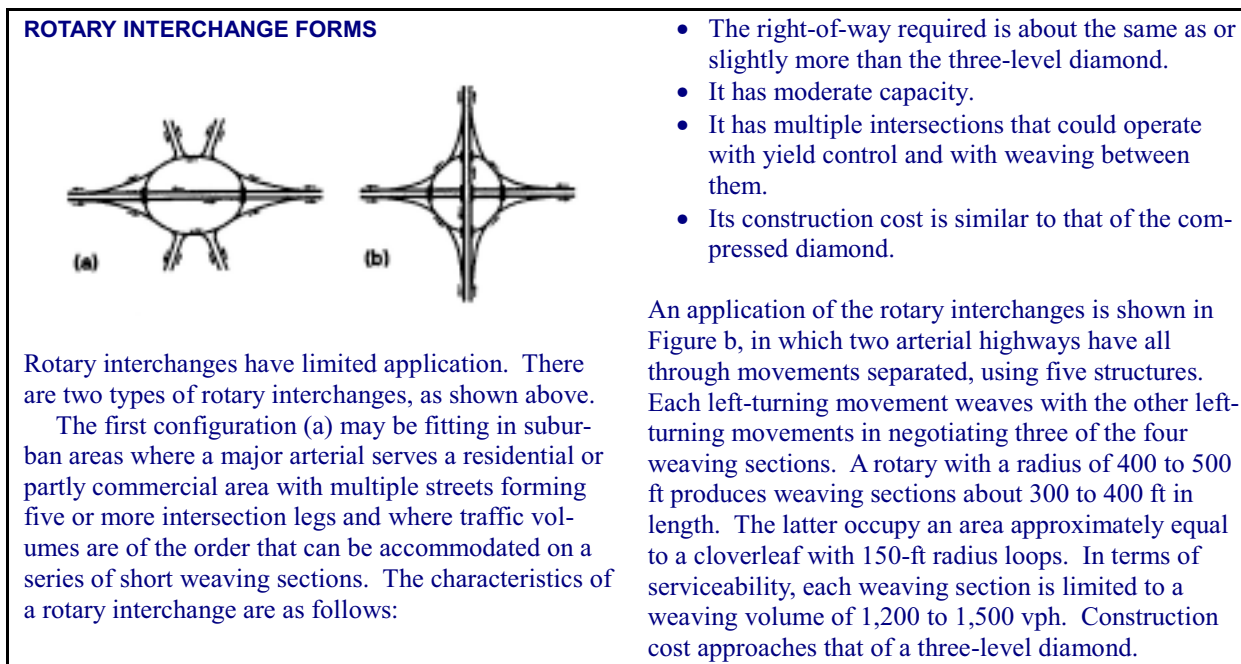 ROTARY INTERCHANGE FORMS
(a)
(b)
Rotary interchanges have limited application. There
are two types of rotary interchanges, as shown above.
The first configuration (a) may be fitting in subur-
ban areas where a major arterial serves a residential or
partly commercial area with multiple streets forming
five or more intersection legs and where traffic vol-
umes are of the order that can be accommodated on a
series of short weaving sections. The characteristics of
a rotary interchange are as follows:
• The right-of-way required is about the same as or
slightly more than the three-level diamond.
• It has moderate capacity.
• It has multiple intersections that could operate
with yield control and with weaving between
them.
• Its construction cost is similar to that of the com-
pressed diamond.
An application of the rotary interchanges is shown in
Figure b, in which two arterial highways have all
through movements separated, using five structures.
Each left-turning movement weaves with the other left-
turning movements in negotiating three of the four
weaving sections. A rotary with a radius of 400 to 500
ft produces weaving sections about 300 to 400 ft in
length. The latter occupy an area approximately equal
to a cloverleaf with 150-ft radius loops. In terms of
serviceability, each weaving section is limited to a
weaving volume of 1,200 to 1,500 vph. Construction
cost approaches that of a three-level diamond.